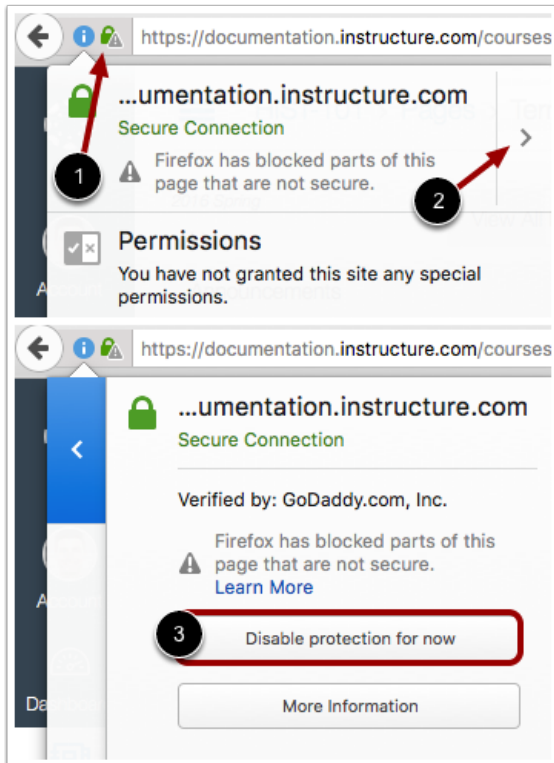 https://documentation.instructure.com/courses
...umentation.instructure.com
Secure Connection
1
Firefox has blocked parts of this
page that are not secure.
2
Permissions
You have not granted this site any special
permissions.
https://documentation.instructure.com/courses
...umentation.instructure.com
Secure Connection
Verified by: GoDaddy.com, Inc.
Firefox has blocked parts of this
page that are not secure.
Learn More
3
Disable protection for now
More Information
Da